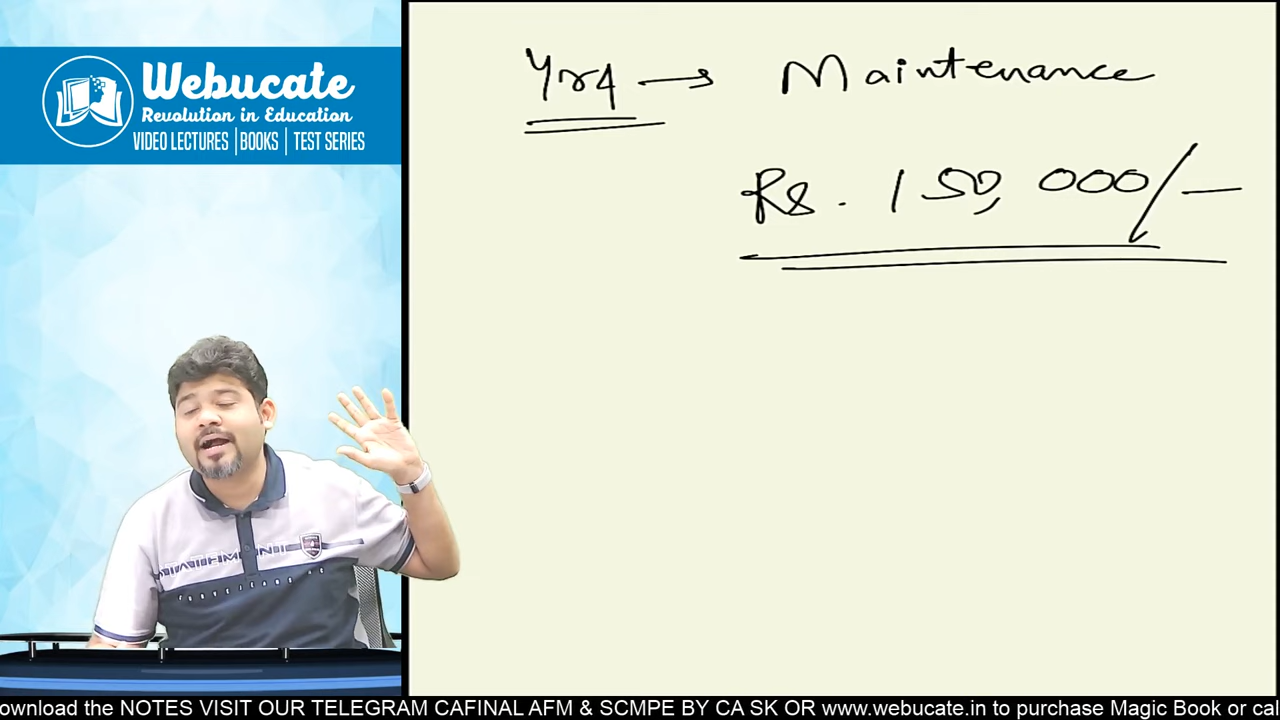 Webucate
Revolution in Education
VIDEO LECTURES | BOOKS | TEST SERIES
Yr4 → Maintenance
Rs. 150,000/-
ownload the NOTES VISIT OUR TELEGRAM CAFINAL AFM & SCMPE BY CA SK OR www.webucate.in to purchase Magic Book or cal